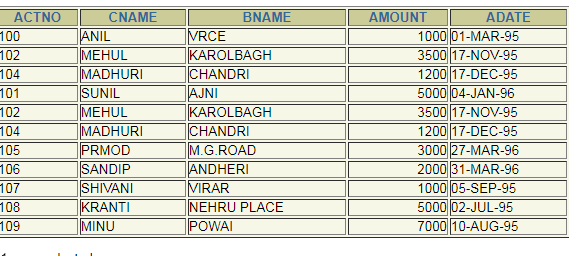 ACTNO CNAME BNAME AMOUNT ADATE
100 ANIL VRCE 1000 01-MAR-95
102 MEHUL KAROLBAGH 3500 17-NOV-95
104 MADHURI CHANDRI 1200 17-DEC-95
101 SUNIL AJNI 5000 04-JAN-96
102 MEHUL KAROLBAGH 3500 17-NOV-95
104 MADHURI CHANDRI 1200 17-DEC-95
105 PRMOD M.G.ROAD 3000 27-MAR-96
106 SANDIP ANDHERI 2000 31-MAR-96
107 SHIVANI VIRAR 1000 05-SEP-95
108 KRANTI NEHRU PLACE 5000 02-JUL-95
109 MINU POWAI 7000 10-AUG-95